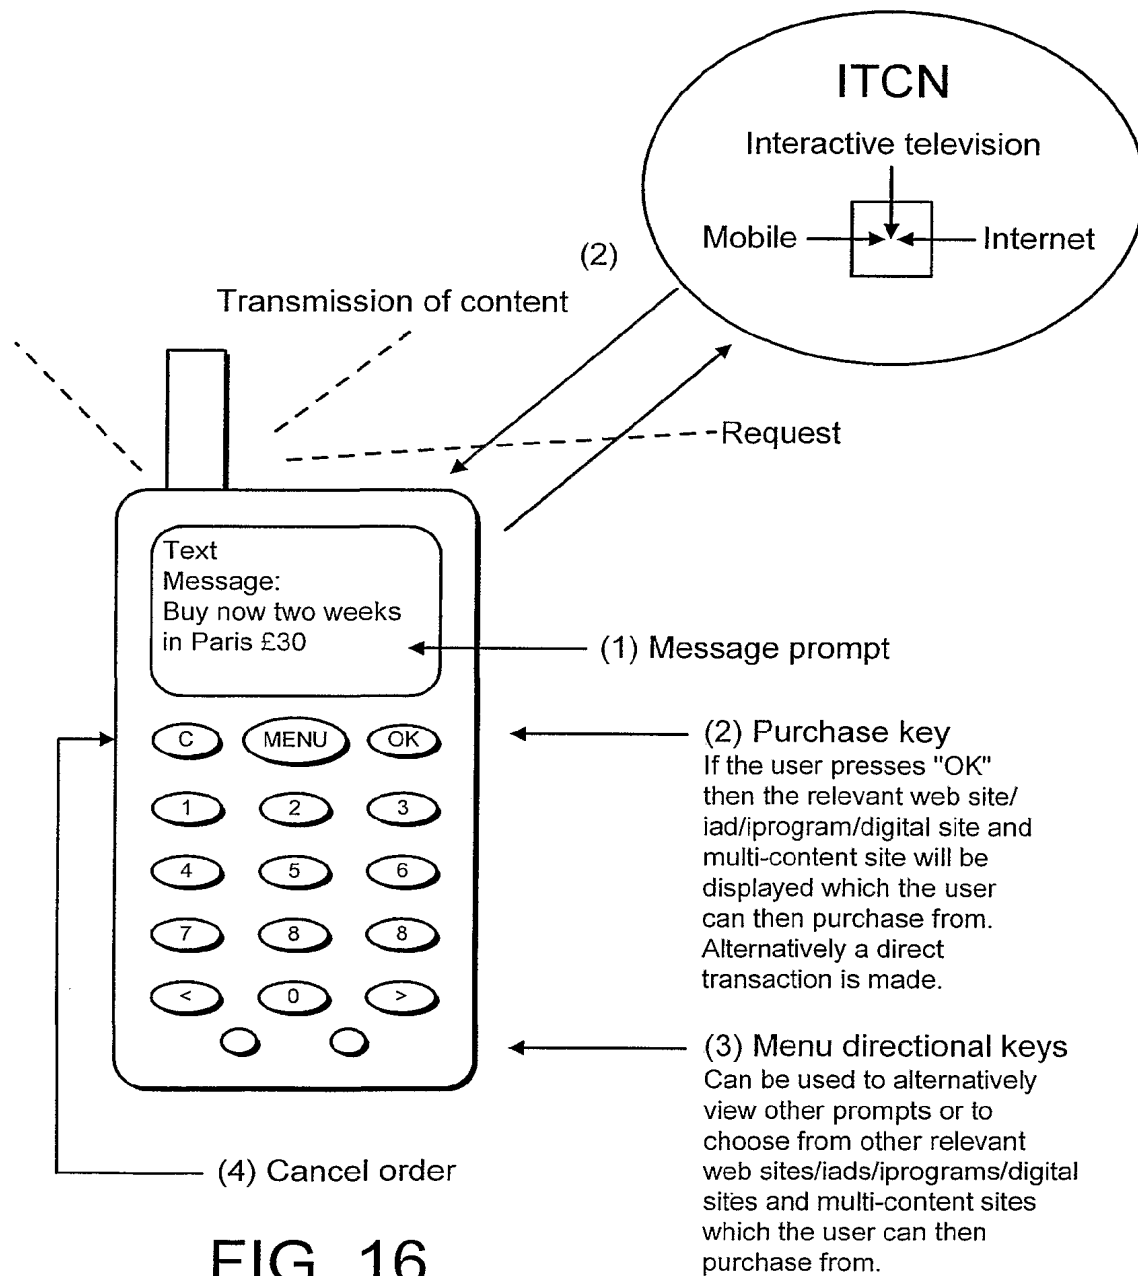 ITCN
Interactive television
Mobile
Internet
(2)
Transmission of content
Request
Text
Message:
Buy now two weeks
in Paris £30
(1) Message prompt
C MENU OK
1 2 3
4 5 6
7 8 8
< 0 >
(2) Purchase key
If the user presses "OK"
then the relevant web site/
iad/iprogram/digital site and
multi-content site will be
displayed which the user
can then purchase from.
Alternatively a direct
transaction is made.
(3) Menu directional keys
Can be used to alternatively
view other prompts or to
choose from other relevant
web sites/iads/iprograms/digital
sites and multi-content sites
which the user can then
purchase from.
(4) Cancel order
FIG. 16